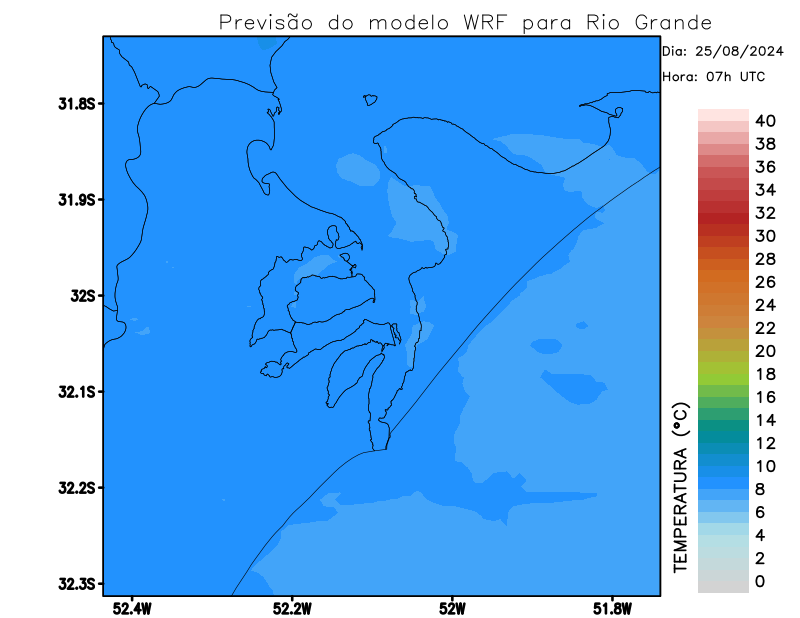 Previsão do modelo WRF para Rio Grande
Dia: 25/08/2024
Hora: 07h UTC
31.8S
31.9S
32S
32.1S
32.2S
32.3S
52.4W
52.2W
52W
51.8W
TEMPERATURA (°C)
40
38
36
34
32
30
28
26
24
22
20
18
16
14
12
10
8
6
4
2
0